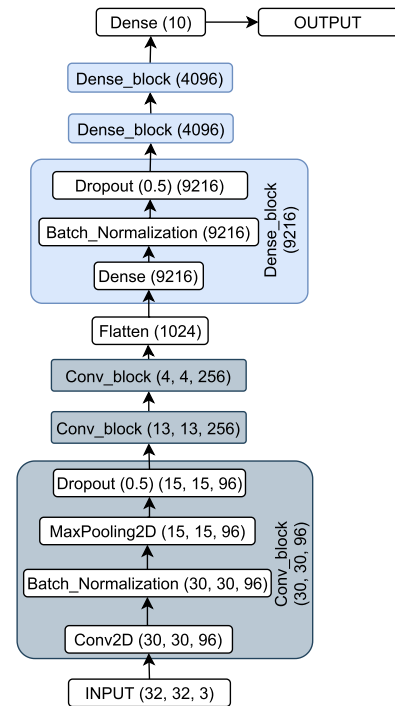 Dense (10)
OUTPUT
Dense_block (4096)
Dense_block (4096)
Dropout (0.5) (9216)
Batch_Normalization (9216)
Dense (9216)
Dense_block
(9216)
Flatten (1024)
Conv_block (4, 4, 256)
Conv_block (13, 13, 256)
Dropout (0.5) (15, 15, 96)
MaxPooling2D (15, 15, 96)
Batch_Normalization (30, 30, 96)
Conv2D (30, 30, 96)
Conv_block
(30, 30, 96)
INPUT (32, 32, 3)